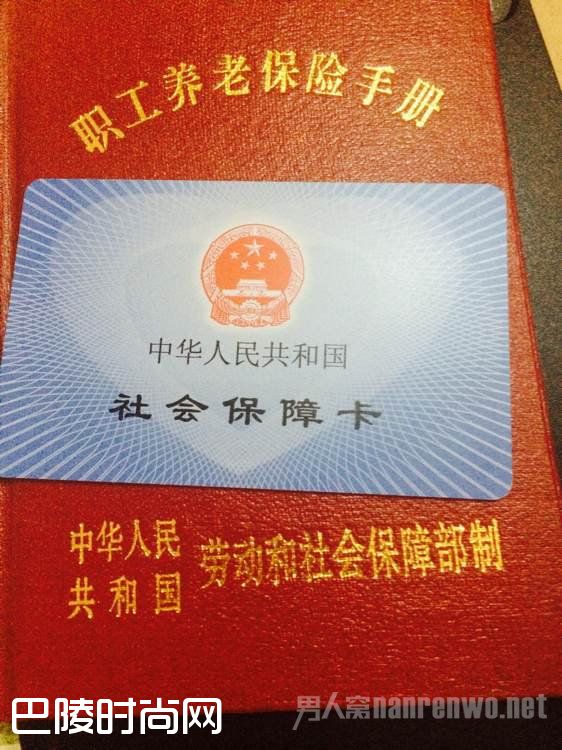 职工养老保险手册
中华人民共和国
社会保障卡
中华人民
共和国
劳动和社会保障部制
巴陵时尚网
男人窝nanrenwo.net